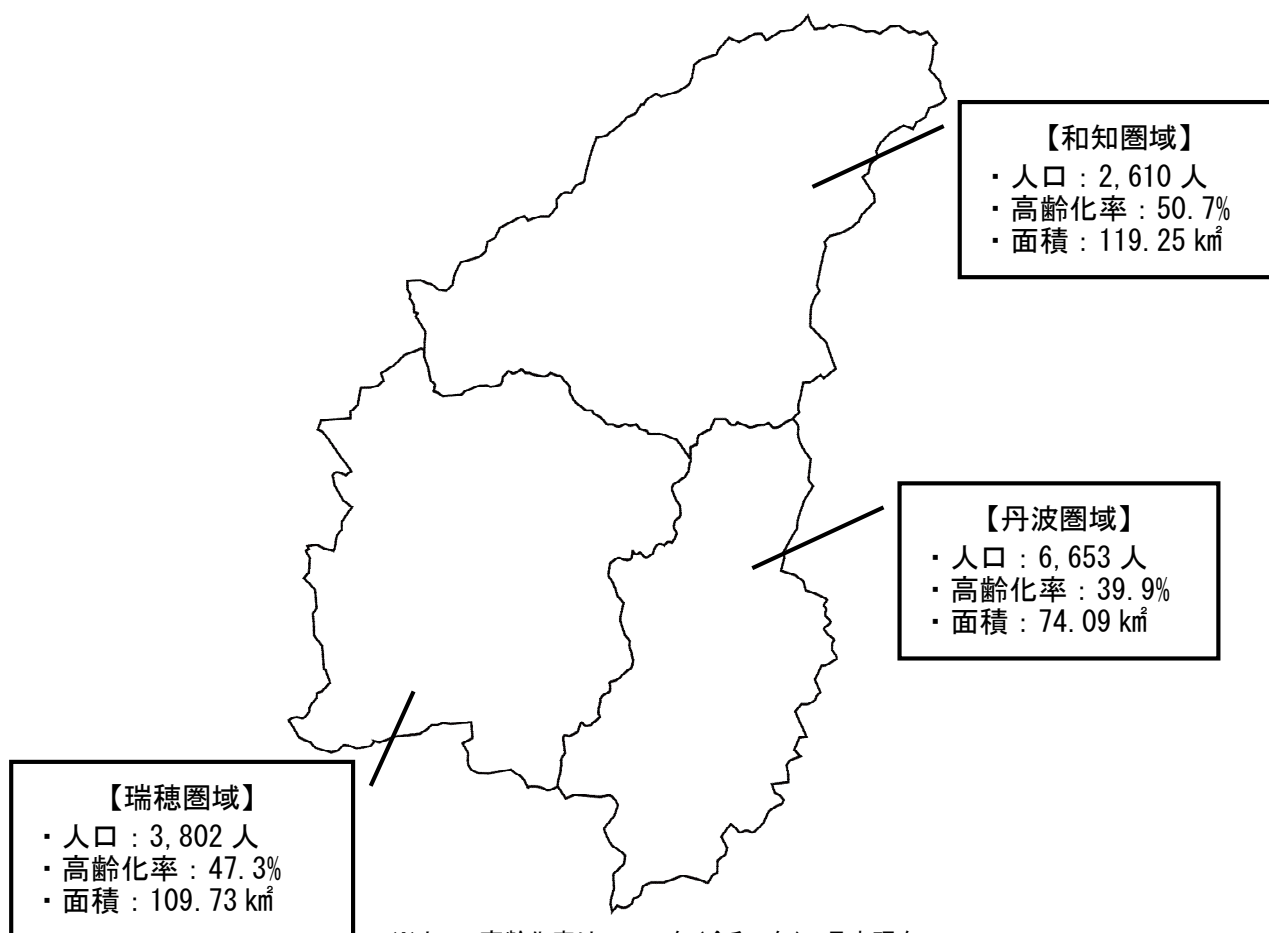 【和知圏域】
・人口：2,610 人
・高齢化率：50.7%
・面積：119.25 ㎢
【丹波圏域】
・人口：6,653 人
・高齢化率：39.9%
・面積：74.09 ㎢
【瑞穂圏域】
・人口：3,802 人
・高齢化率：47.3%
・面積：109.73 ㎢